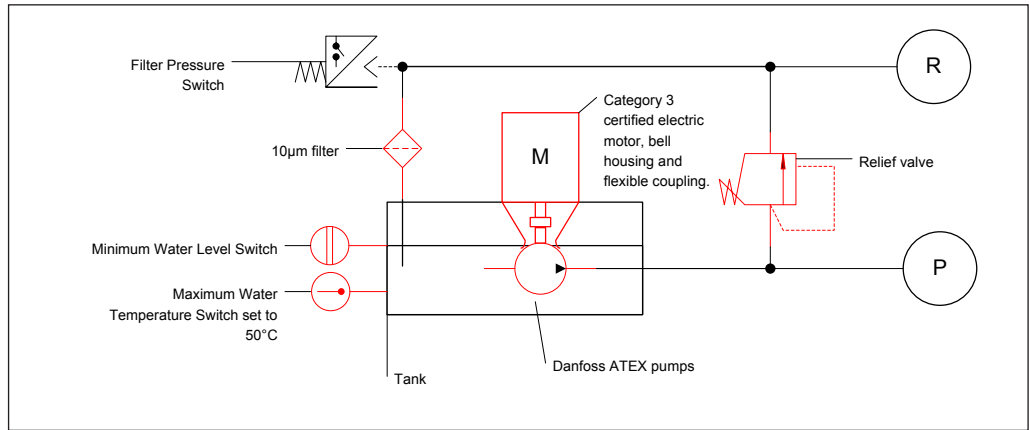 Filter Pressure
Switch
R
Category 3
certified electric
motor, bell
housing and
flexible coupling.
M
10µm filter
Relief valve
Minimum Water Level Switch
Maximum Water
Temperature Switch set to
50°C
P
Danfoss ATEX pumps
Tank